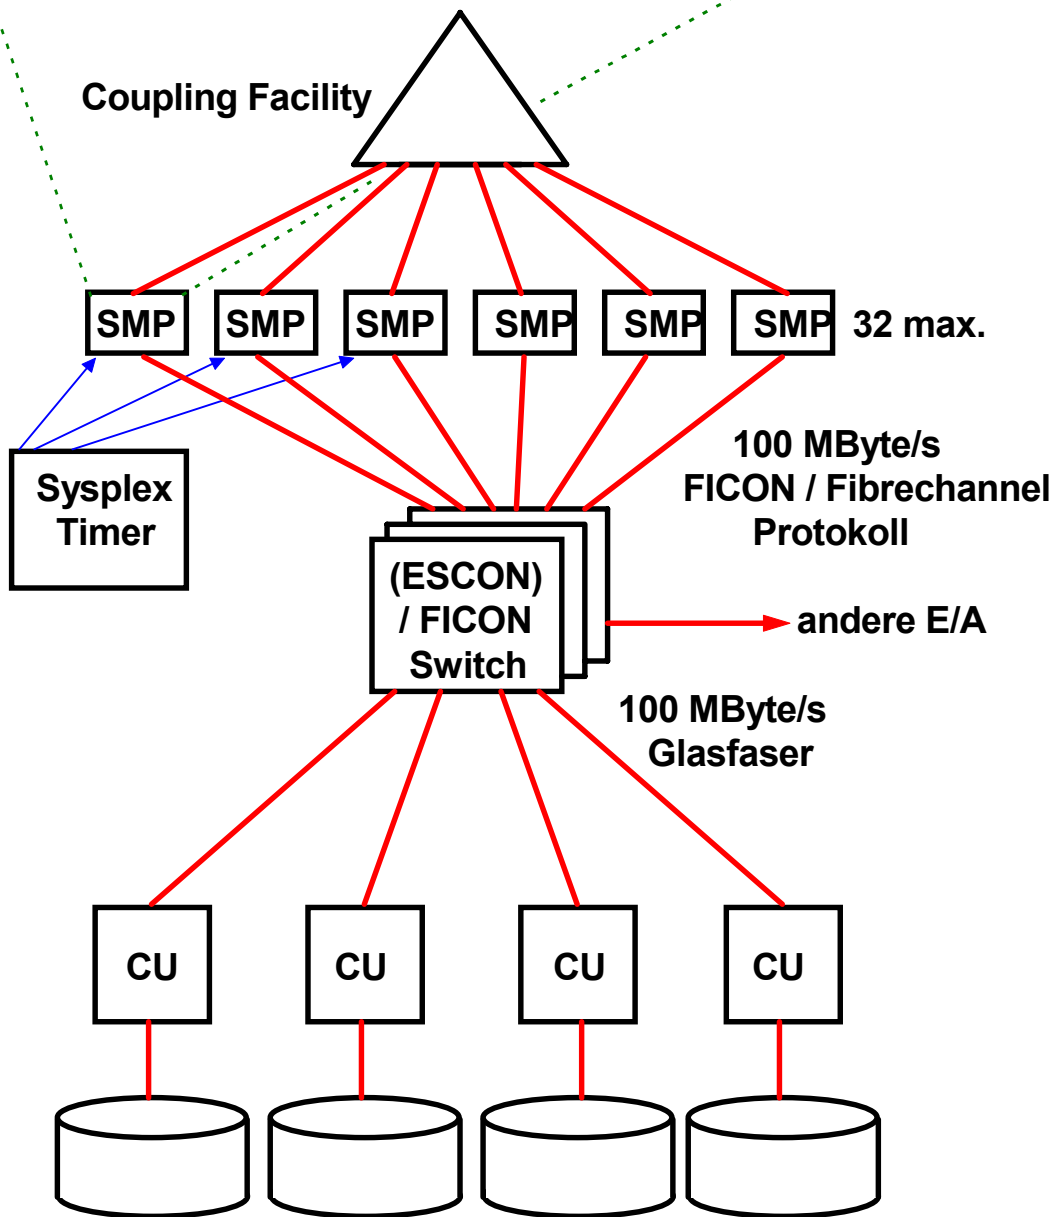 Coupling Facility
SMP
SMP
SMP
SMP
SMP
SMP
32 max.
100 MByte/s
FICON / Fibrechannel
Protokoll
Sysplex
Timer
(ESCON)
/ FICON
Switch
andere E/A
100 MByte/s
Glasfaser
CU
CU
CU
CU